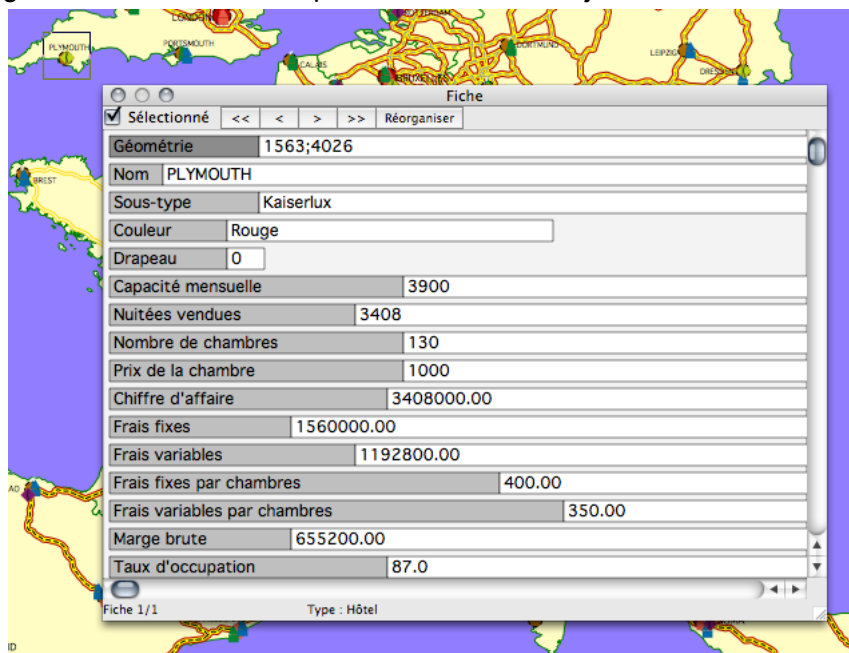 LONDON
ROTTERDAM
PLYMOUTH
PORTSMOUTH
DORTMUND
LEIPZIG
CALAIS
BRUXELLES
Fiche
Sélectionné << < > >> Réorganiser
Géométrie 1563;4026
Nom PLYMOUTH
Sous-type Kaiserlux
BREST
Couleur Rouge
Drapeau 0
Capacité mensuelle 3900
Nuitées vendues 3408
Nombre de chambres 130
Prix de la chambre 1000
Chiffre d'affaire 3408000.00
Frais fixes 1560000.00
Frais variables 1192800.00
Frais fixes par chambres 400.00
Frais variables par chambres 350.00
Marge brute 655200.00
Taux d'occupation 87.0
Fiche 1/1 Type : Hôtel